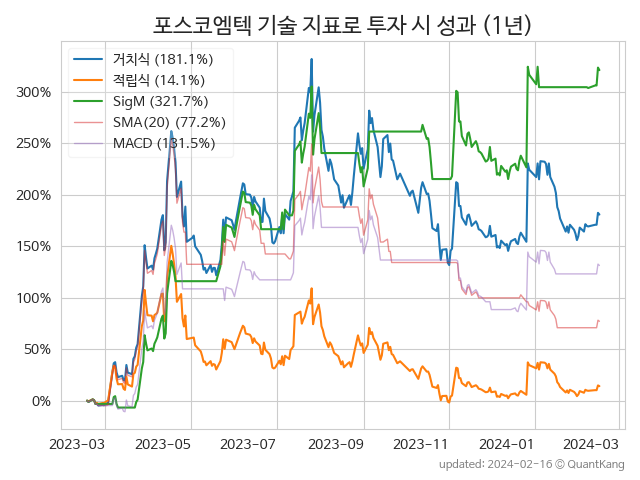 포스코엠텍 기술 지표로 투자 시 성과 (1년)
거치식 (181.1%)
적립식 (14.1%)
SigM (321.7%)
SMA(20) (77.2%)
MACD (131.5%)
300%
250%
200%
150%
100%
50%
0%
2023-03 2023-05 2023-07 2023-09 2023-11 2024-01 2024-03
updated: 2024-02-16 © QuantKang